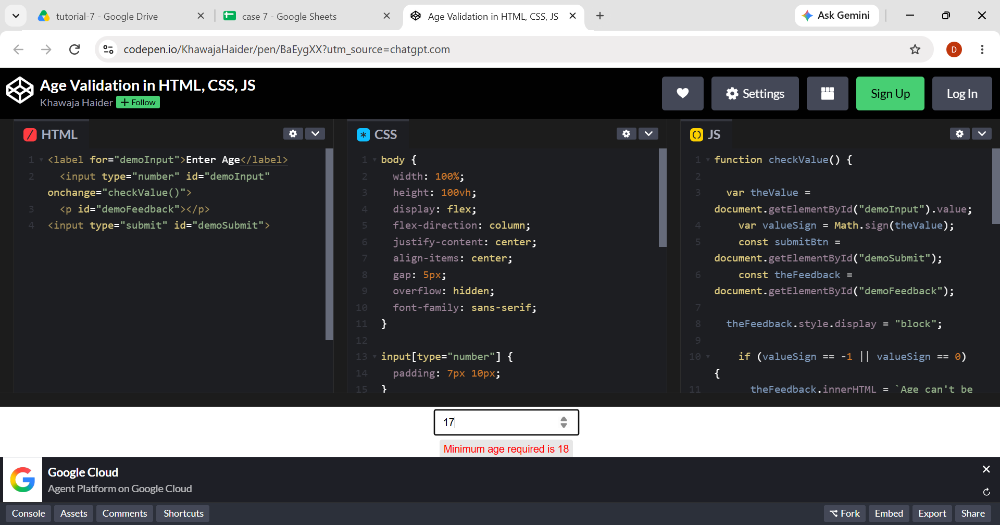 tutorial-7 - Google Drive
case 7 - Google Sheets
Age Validation in HTML, CSS, JS
Ask Gemini
codepen.io/KhawajaHaider/pen/BaEygXX?utm_source=chatgpt.com
D
Age Validation in HTML, CSS, JS
Khawaja Haider
+ Follow
Settings
Sign Up
Log In
HTML
1 <label for="demoInput">Enter Age</label>
2 <input type="number" id="demoInput"
onchange="checkValue()">
3 <p id="demoFeedback"></p>
4 <input type="submit" id="demoSubmit">
CSS
1 body {
2 width: 100%;
3 height: 100vh;
4 display: flex;
5 flex-direction: column;
6 justify-content: center;
7 align-items: center;
8 gap: 5px;
9 overflow: hidden;
10 font-family: sans-serif;
11 }
12
13 input[type="number"] {
14 padding: 7px 10px;
15 }
JS
1 function checkValue() {
2
3 var theValue =
document.getElementById("demoInput").value;
4 var valueSign = Math.sign(theValue);
5 const submitBtn =
document.getElementById("demoSubmit");
6 const theFeedback =
document.getElementById("demoFeedback");
7
8 theFeedback.style.display = "block";
9
10 if (valueSign == -1 || valueSign == 0)
{
11 theFeedback.innerHTML = `Age can't be
17
Minimum age required is 18
Google Cloud
Agent Platform on Google Cloud
Console
Assets
Comments
Shortcuts
Fork
Embed
Export
Share